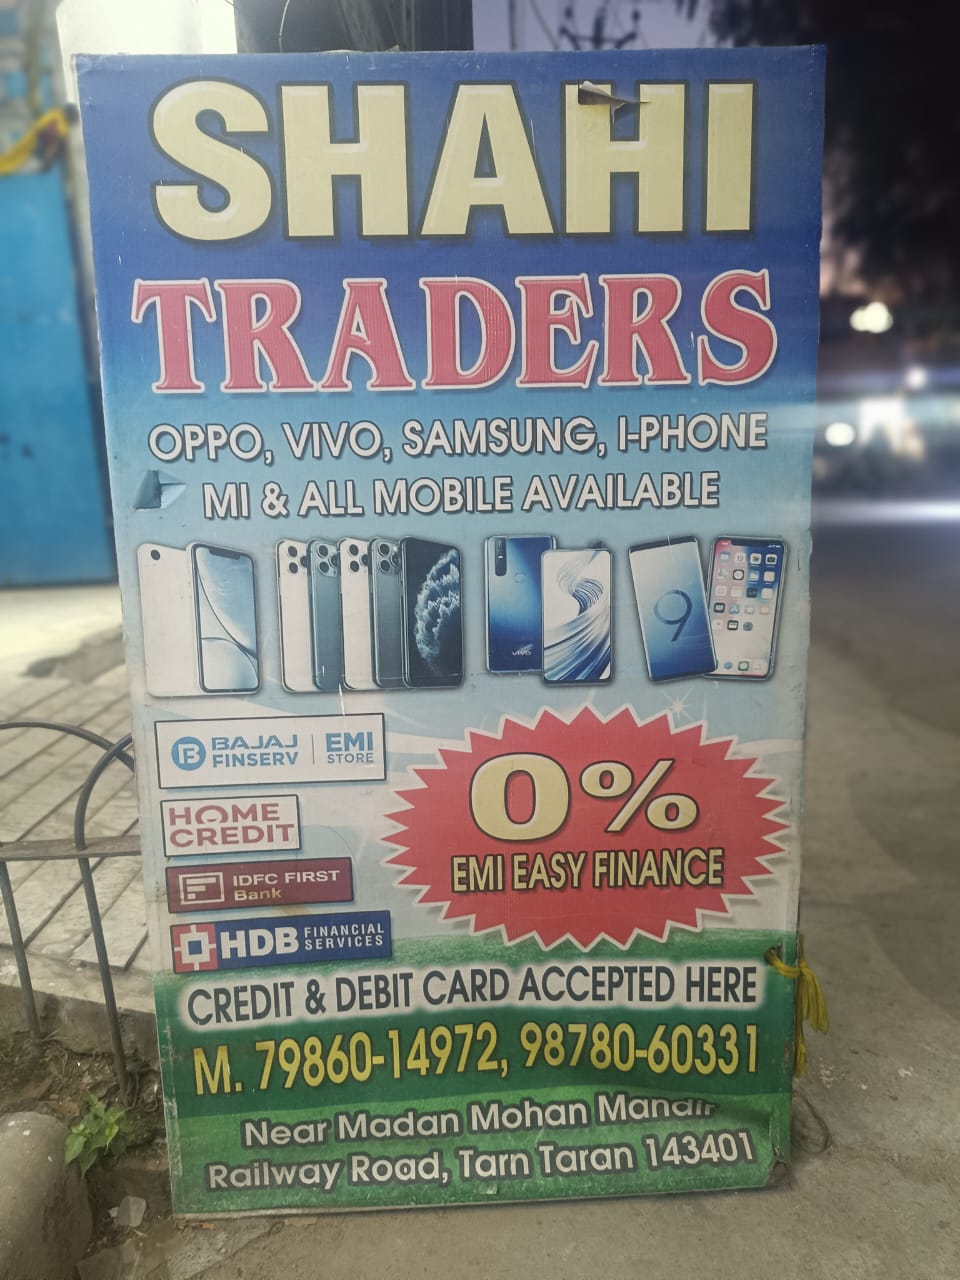 SHAHI
TRADERS
OPPO, VIVO, SAMSUNG, I-PHONE
MI & ALL MOBILE AVAILABLE
VIVO
9
BAJAJ FINSERV
EMI STORE
HOME CREDIT
IDFC FIRST Bank
HDB FINANCIAL SERVICES
0%
EMI EASY FINANCE
CREDIT & DEBIT CARD ACCEPTED HERE
M. 79860-14972, 98780-60331
Near Madan Mohan Mandir
Railway Road, Tarn Taran 143401